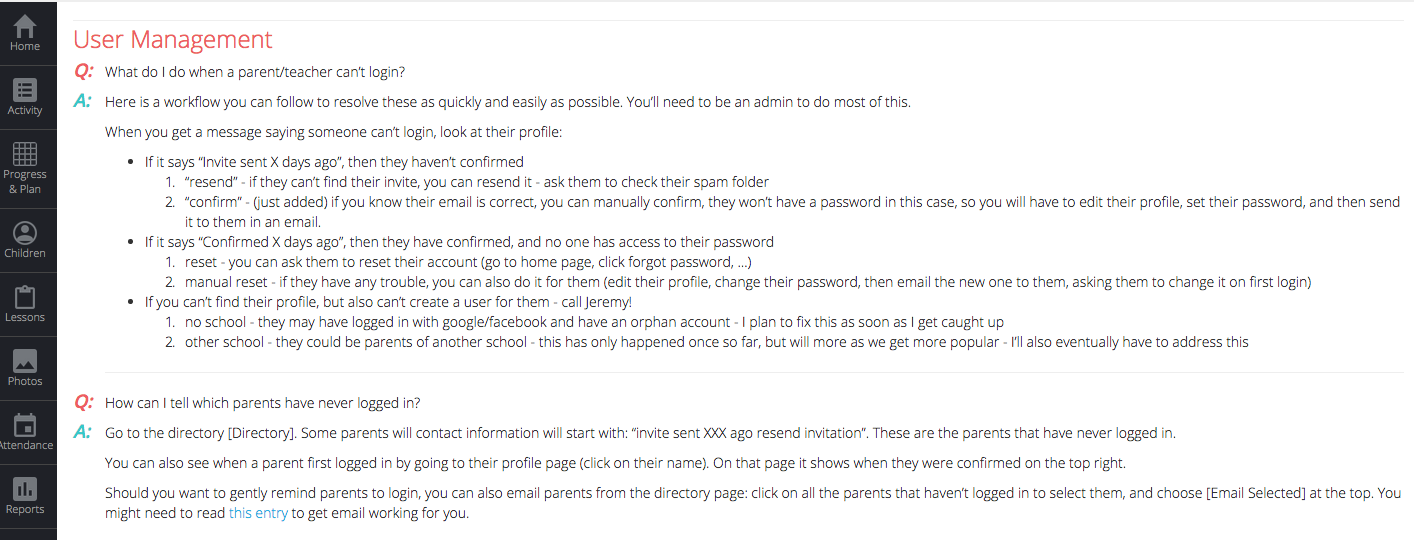 Home
Activity
Progress
& Plan
Children
Lessons
Photos
Attendance
Reports
User Management
Q: What do I do when a parent/teacher can't login?
A: Here is a workflow you can follow to resolve these as quickly and easily as possible. You'll need to be an admin to do most of this.
When you get a message saying someone can't login, look at their profile:
• If it says “Invite sent X days ago”, then they haven't confirmed
1. “resend” - if they can't find their invite, you can resend it - ask them to check their spam folder
2. “confirm” - (just added) if you know their email is correct, you can manually confirm, they won't have a password in this case, so you will have to edit their profile, set their password, and then send
it to them in an email.
• If it says “Confirmed X days ago”, then they have confirmed, and no one has access to their password
1. reset - you can ask them to reset their account (go to home page, click forgot password, ...)
2. manual reset - if they have any trouble, you can also do it for them (edit their profile, change their password, then email the new one to them, asking them to change it on first login)
• If you can't find their profile, but also can't create a user for them - call Jeremy!
1. no school - they may have logged in with google/facebook and have an orphan account - I plan to fix this as soon as I get caught up
2. other school - they could be parents of another school - this has only happened once so far, but will more as we get more popular - I'll also eventually have to address this
Q: How can I tell which parents have never logged in?
A: Go to the directory [Directory]. Some parents will contact information will start with: “invite sent XXX ago resend invitation”. These are the parents that have never logged in.
You can also see when a parent first logged in by going to their profile page (click on their name). On that page it shows when they were confirmed on the top right.
Should you want to gently remind parents to login, you can also email parents from the directory page: click on all the parents that haven't logged in to select them, and choose [Email Selected] at the top. You
might need to read this entry to get email working for you.